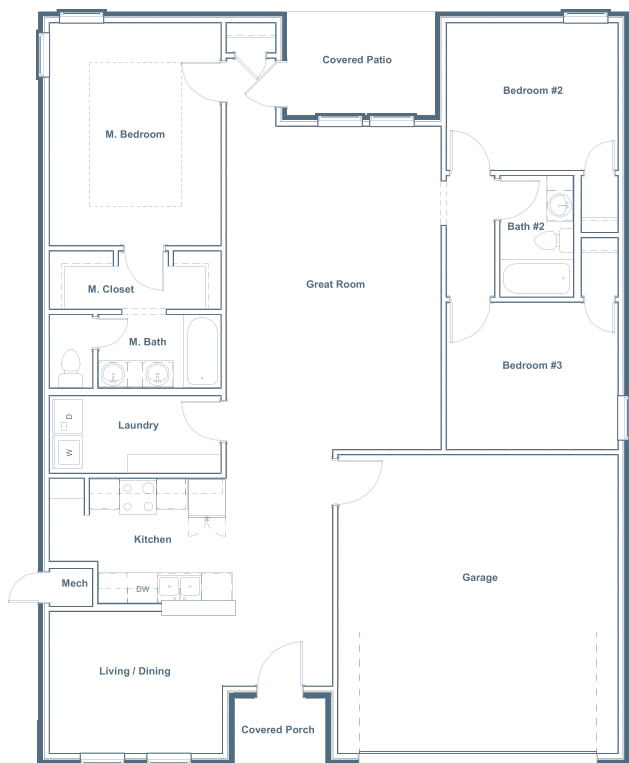 Covered Patio
Bedroom #2
M. Bedroom
Bath #2
Great Room
M. Closet
M. Bath
Bedroom #3
D
Laundry
W
Kitchen
Garage
Mech
DW
Living / Dining
Covered Porch